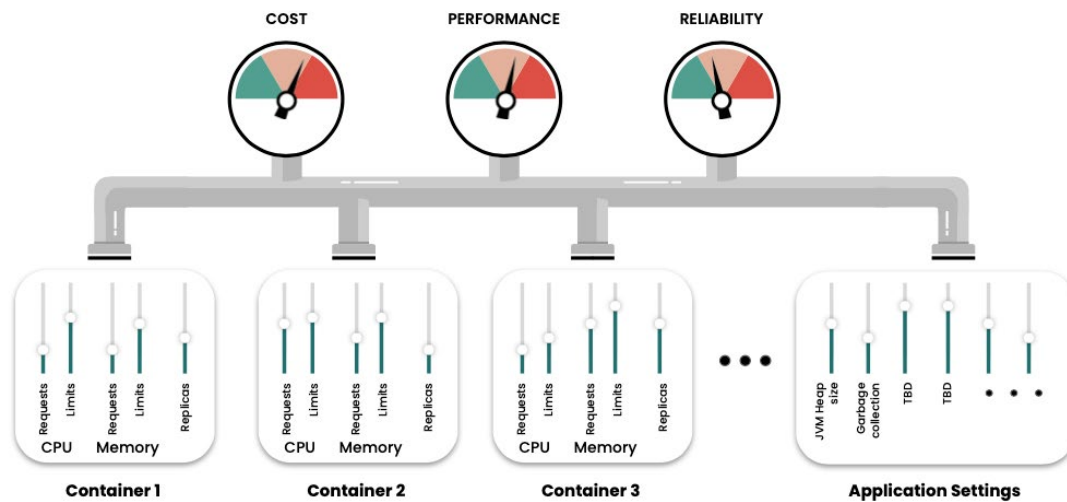 COST
PERFORMANCE
RELIABILITY
Requests
Limits
Requests
Limits
Replicas
CPU
Memory
Container 1
Requests
Limits
Requests
Limits
Replicas
CPU
Memory
Container 2
Requests
Limits
Requests
Limits
Replicas
CPU
Memory
Container 3
JVM Heap
size
Garbage
collection
TBD
TBD
Application Settings